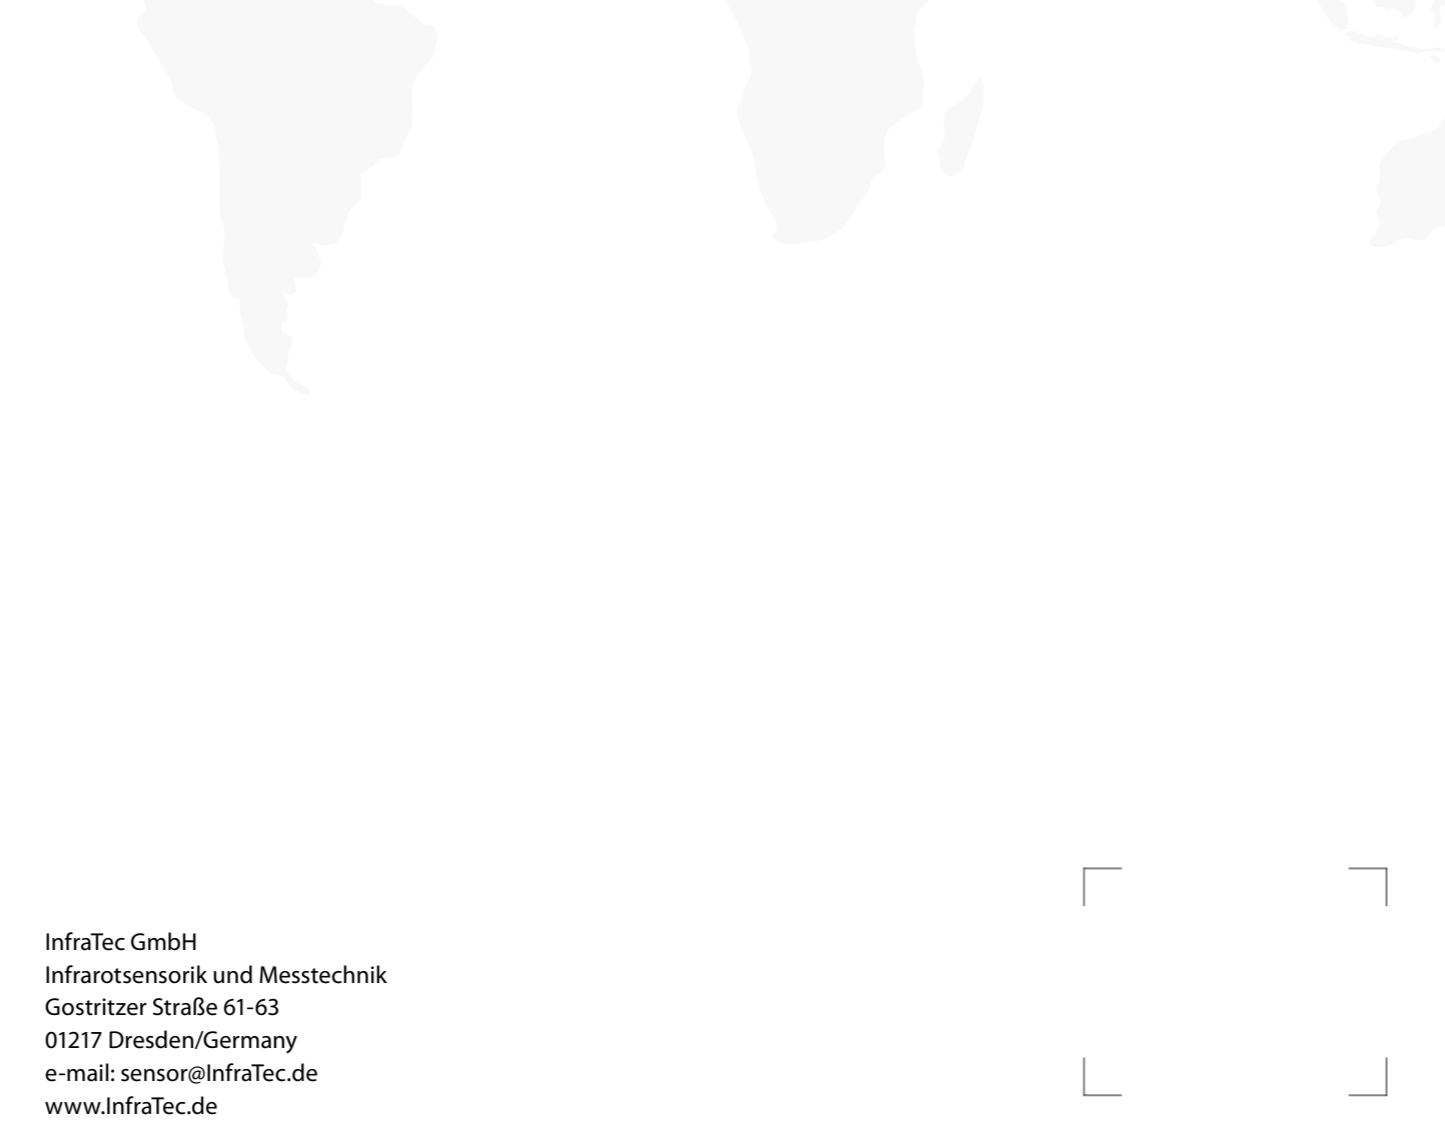 InfraTec GmbH
Infrarotsensorik und Messtechnik
Gostritzer Straße 61-63
01217 Dresden/Germany
e-mail: sensor@InfraTec.de
www.InfraTec.de